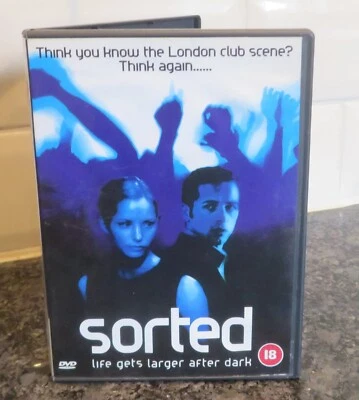 Think you know the London club scene?
Think again......
sorted
life gets larger after dark
DVD
18